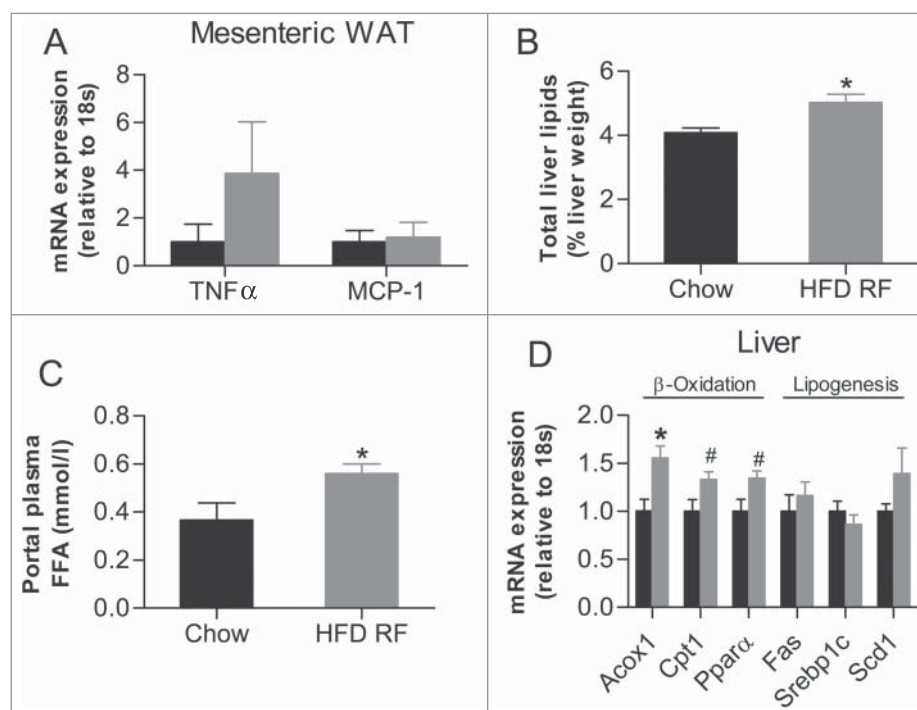 A
Mesenteric WAT
mRNA expression
(relative to 18s)
8
6
4
2
0
TNFα
MCP-1
B
Total liver lipids
(% liver weight)
6
4
2
0
*
Chow
HFD RF
C
Portal plasma
FFA (mmol/l)
0.8
0.6
0.4
0.2
0.0
*
Chow
HFD RF
D
Liver
β-Oxidation
Lipogenesis
mRNA expression
(relative to 18s)
2.0
1.5
1.0
0.5
0.0
*
#
#
Acox1
Cpt1
Pparα
Fas
Srebp1c
Scd1